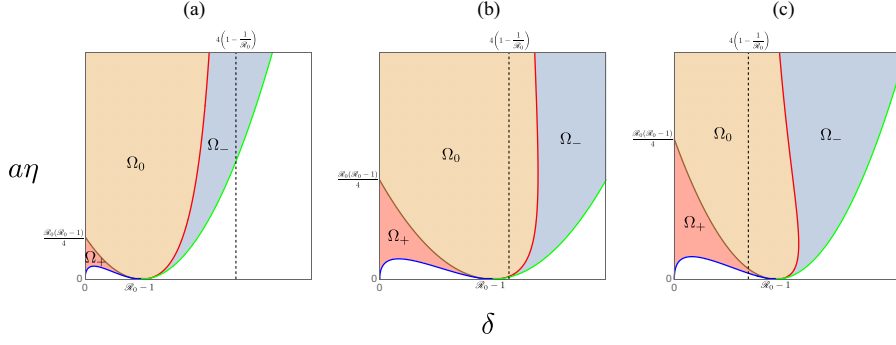 (a)
(b)
(c)
4(1 − 1/ℛ₀)
4(1 − 1/ℛ₀)
4(1 − 1/ℛ₀)
Ω₀
Ω₋
Ω₊
ℛ₀(ℛ₀−1)/4
0
0
ℛ₀ − 1
Ω₀
Ω₋
Ω₊
ℛ₀(ℛ₀−1)/4
0
0
ℛ₀ − 1
Ω₀
Ω₋
Ω₊
ℛ₀(ℛ₀−1)/4
0
0
ℛ₀ − 1
aη
δ